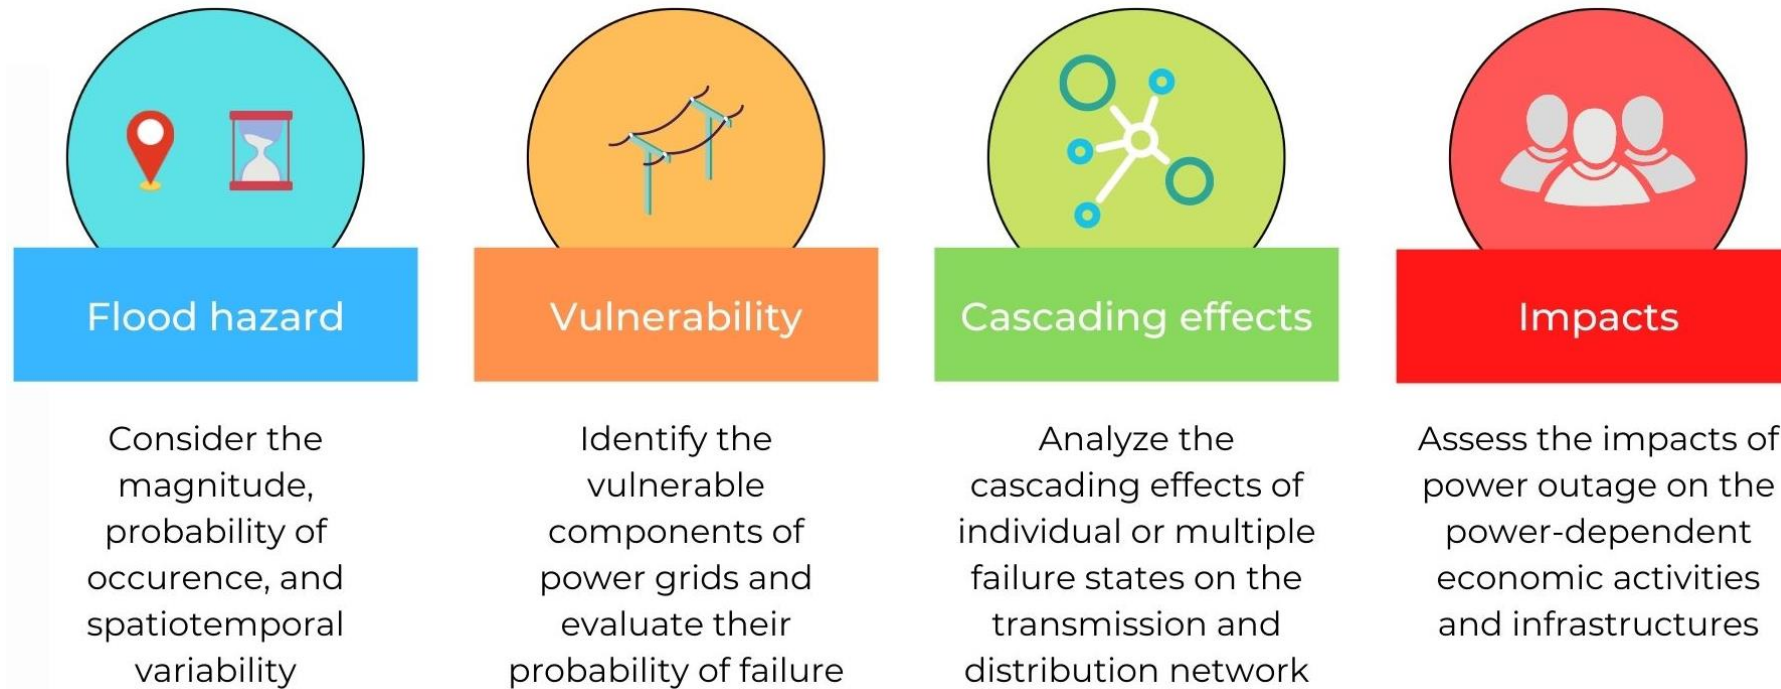 Flood hazard
Consider the
magnitude,
probability of
occurence, and
spatiotemporal
variability
Vulnerability
Identify the
vulnerable
components of
power grids and
evaluate their
probability of failure
Cascading effects
Analyze the
cascading effects of
individual or multiple
failure states on the
transmission and
distribution network
Impacts
Assess the impacts of
power outage on the
power-dependent
economic activities
and infrastructures